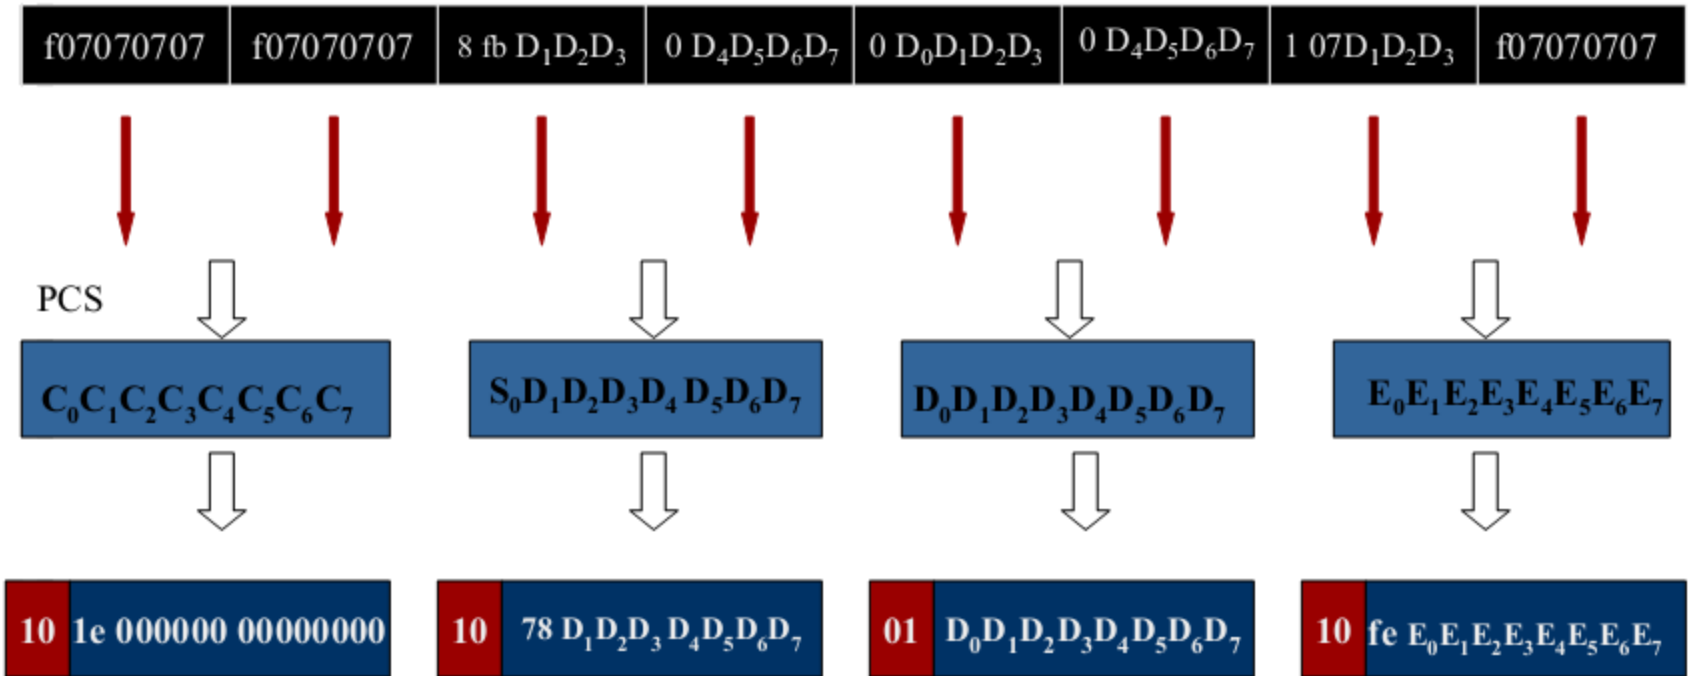 f07070707 f07070707 8 fb D₁D₂D₃ 0 D₄D₅D₆D₇ 0 D₀D₁D₂D₃ 0 D₄D₅D₆D₇ 1 07D₁D₂D₃ f07070707
PCS
C₀C₁C₂C₃C₄C₅C₆C₇ S₀D₁D₂D₃D₄ D₅D₆D₇ D₀D₁D₂D₃D₄D₅D₆D₇ E₀E₁E₂E₃E₄E₅E₆E₇
10 1e 000000 00000000 10 78 D₁D₂D₃ D₄D₅D₆D₇ 01 D₀D₁D₂D₃D₄D₅D₆D₇ 10 fe E₀E₁E₂E₃E₄E₅E₆E₇